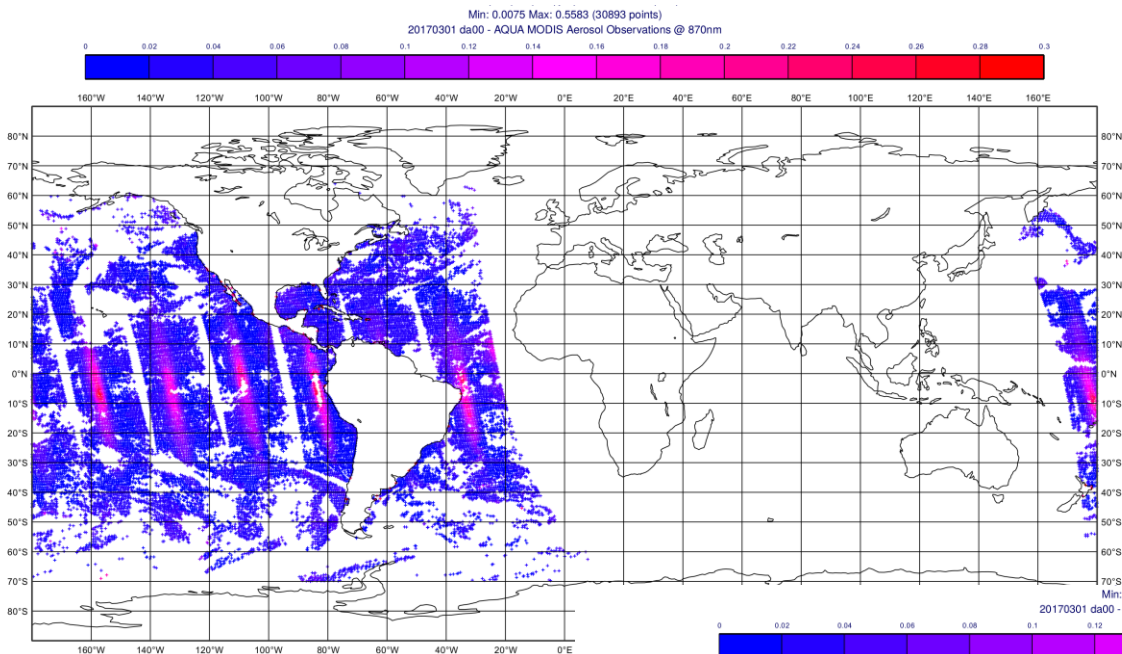 Min: 0.0075 Max: 0.5583 (30893 points)
20170301 da00 - AQUA MODIS Aerosol Observations @ 870nm
0 0.02 0.04 0.06 0.08 0.1 0.12 0.14 0.16 0.18 0.2 0.22 0.24 0.26 0.28 0.3
160°W 140°W 120°W 100°W 80°W 60°W 40°W 20°W 0°E 20°E 40°E 60°E 80°E 100°E 120°E 140°E 160°E
80°N 80°N
70°N 70°N
60°N 60°N
50°N 50°N
40°N 40°N
30°N 30°N
20°N 20°N
10°N 10°N
0°N 0°N
10°S 10°S
20°S 20°S
30°S 30°S
40°S 40°S
50°S 50°S
60°S 60°S
70°S 70°S
Min:
80°S 20170301 da00 -
0 0.02 0.04 0.06 0.08 0.1 0.12
160°W 140°W 120°W 100°W 80°W 60°W 40°W 20°W 0°E